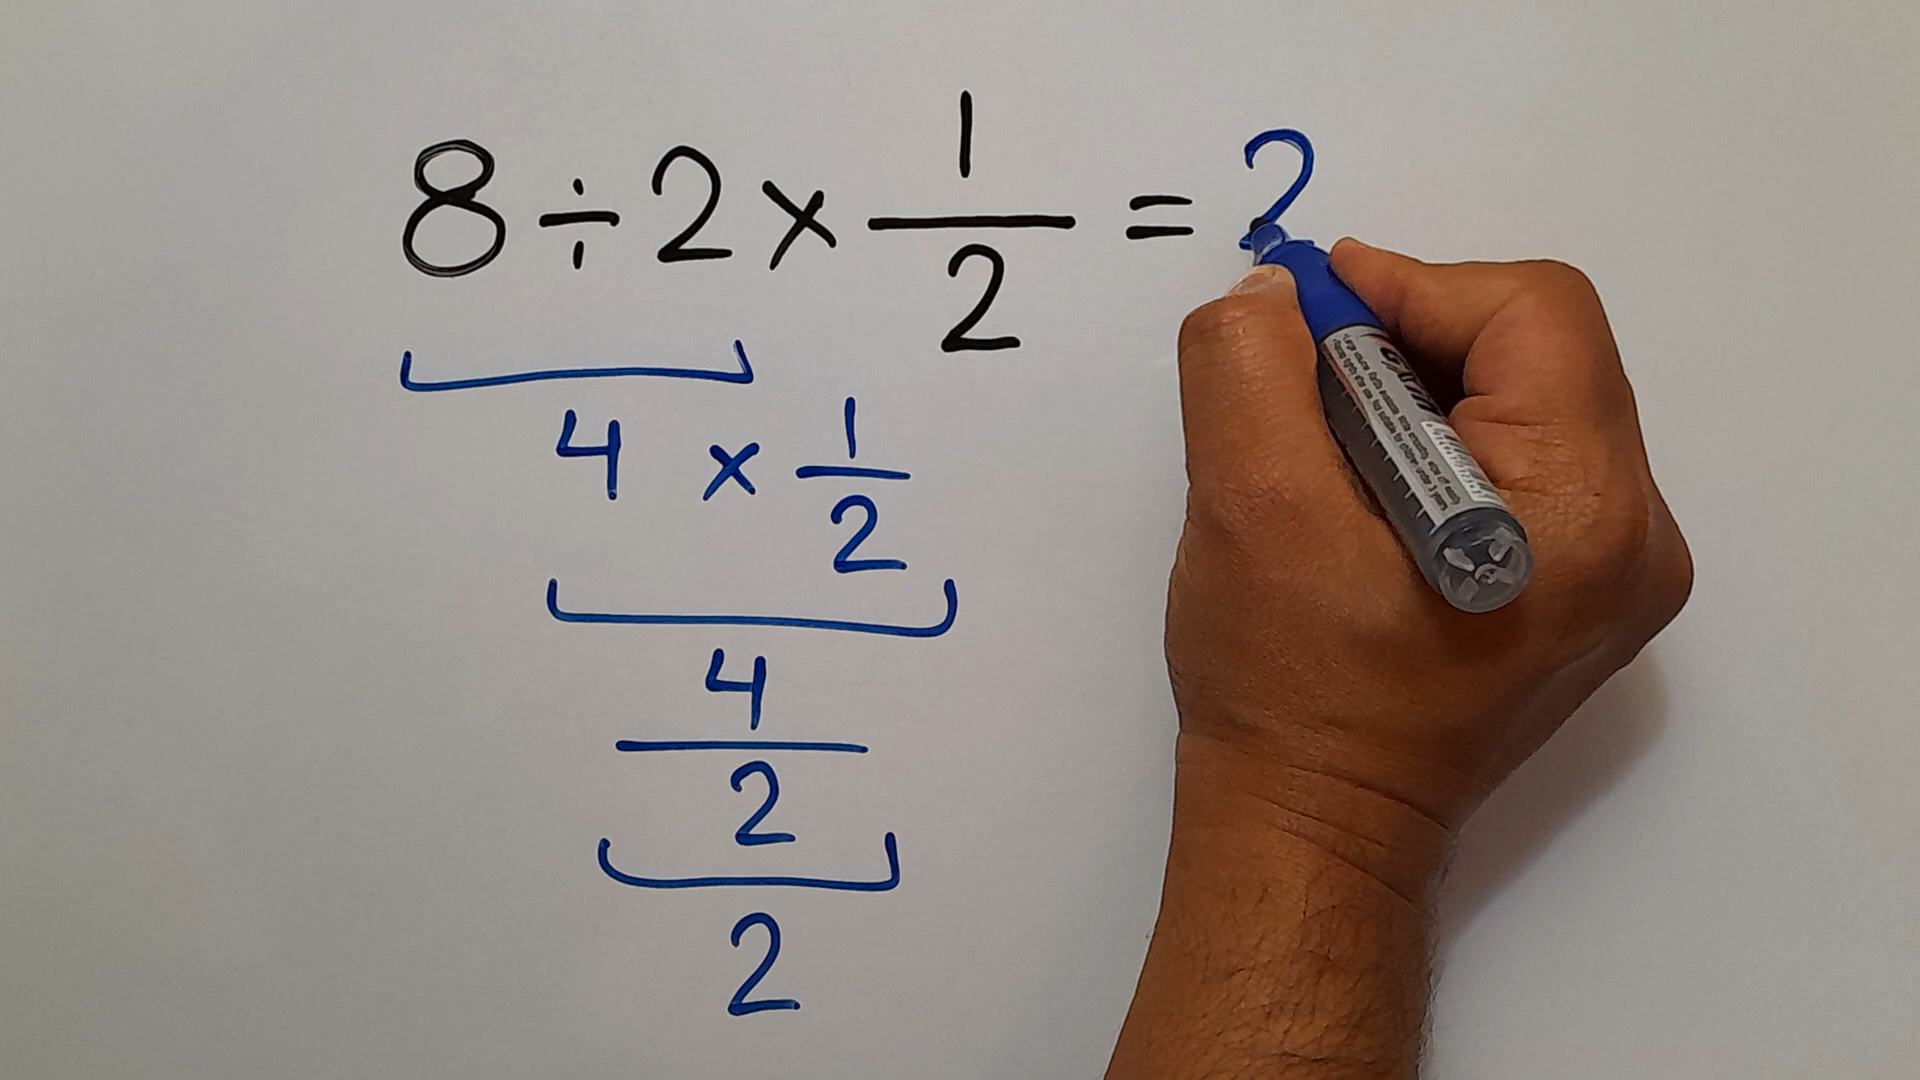 8 ÷ 2 × 1/2 = 2
4 × 1/2
4/2
2